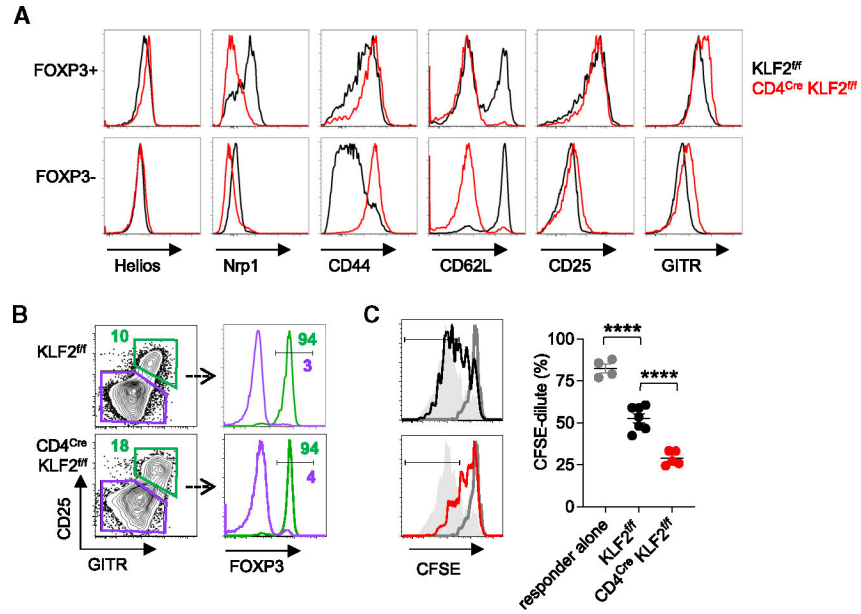 A
FOXP3+
KLF2f/f
CD4Cre KLF2f/f
FOXP3-
Helios
Nrp1
CD44
CD62L
CD25
GITR
B
C
KLF2f/f
10
94
3
CD4Cre
KLF2f/f
18
94
4
CD25
GITR
FOXP3
CFSE
CFSE-dilute (%)
100
75
50
25
0
****
****
responder alone
KLF2f/f
CD4Cre KLF2f/f